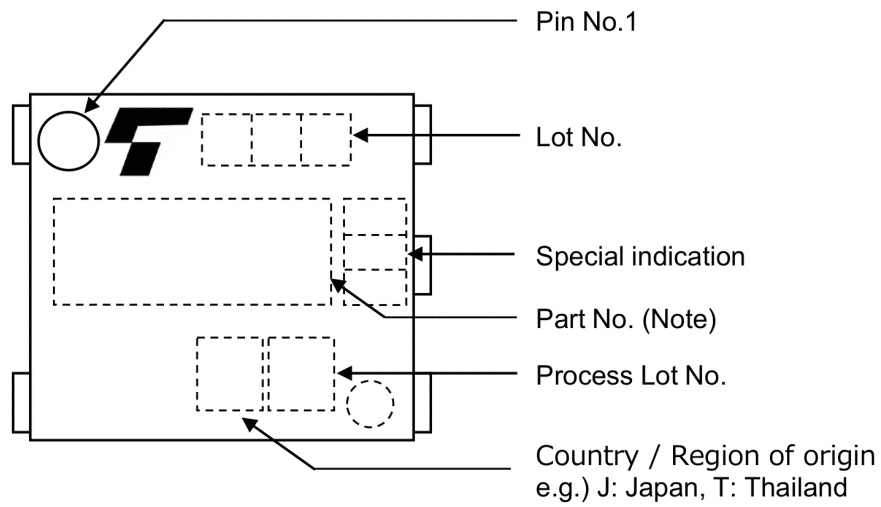 Pin No.1
Lot No.
Special indication
Part No. (Note)
Process Lot No.
Country / Region of origin
e.g.) J: Japan, T: Thailand